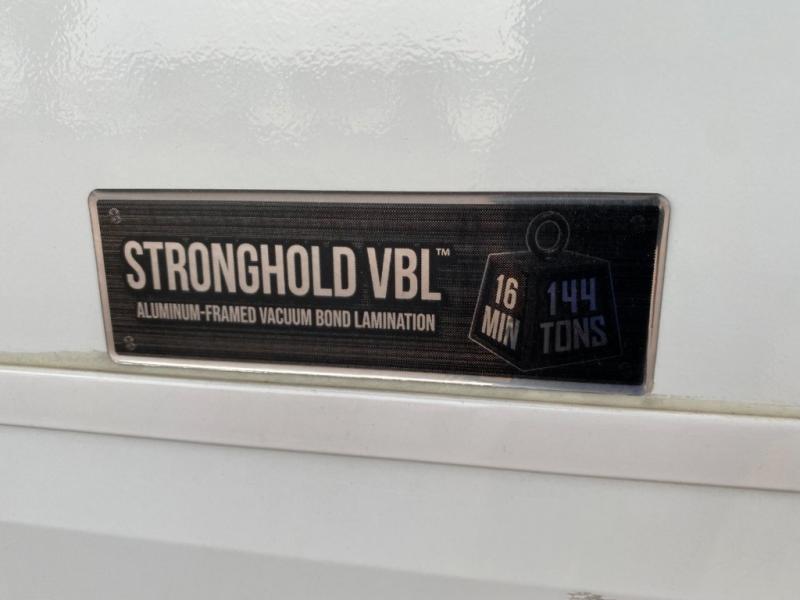 STRONGHOLD VBL™
ALUMINUM-FRAMED VACUUM BOND LAMINATION
16
MIN
144
TONS